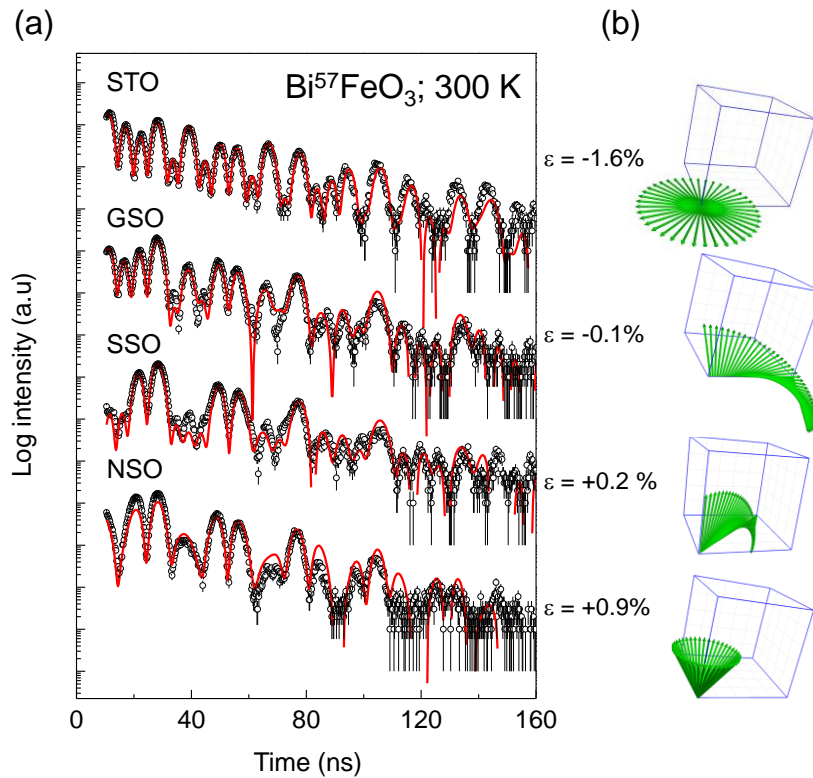 (a)
(b)
STO
Bi⁵⁷FeO₃; 300 K
ε = -1.6%
GSO
ε = -0.1%
SSO
ε = +0.2 %
NSO
ε = +0.9%
Log intensity (a.u)
0 40 80 120 160
Time (ns)